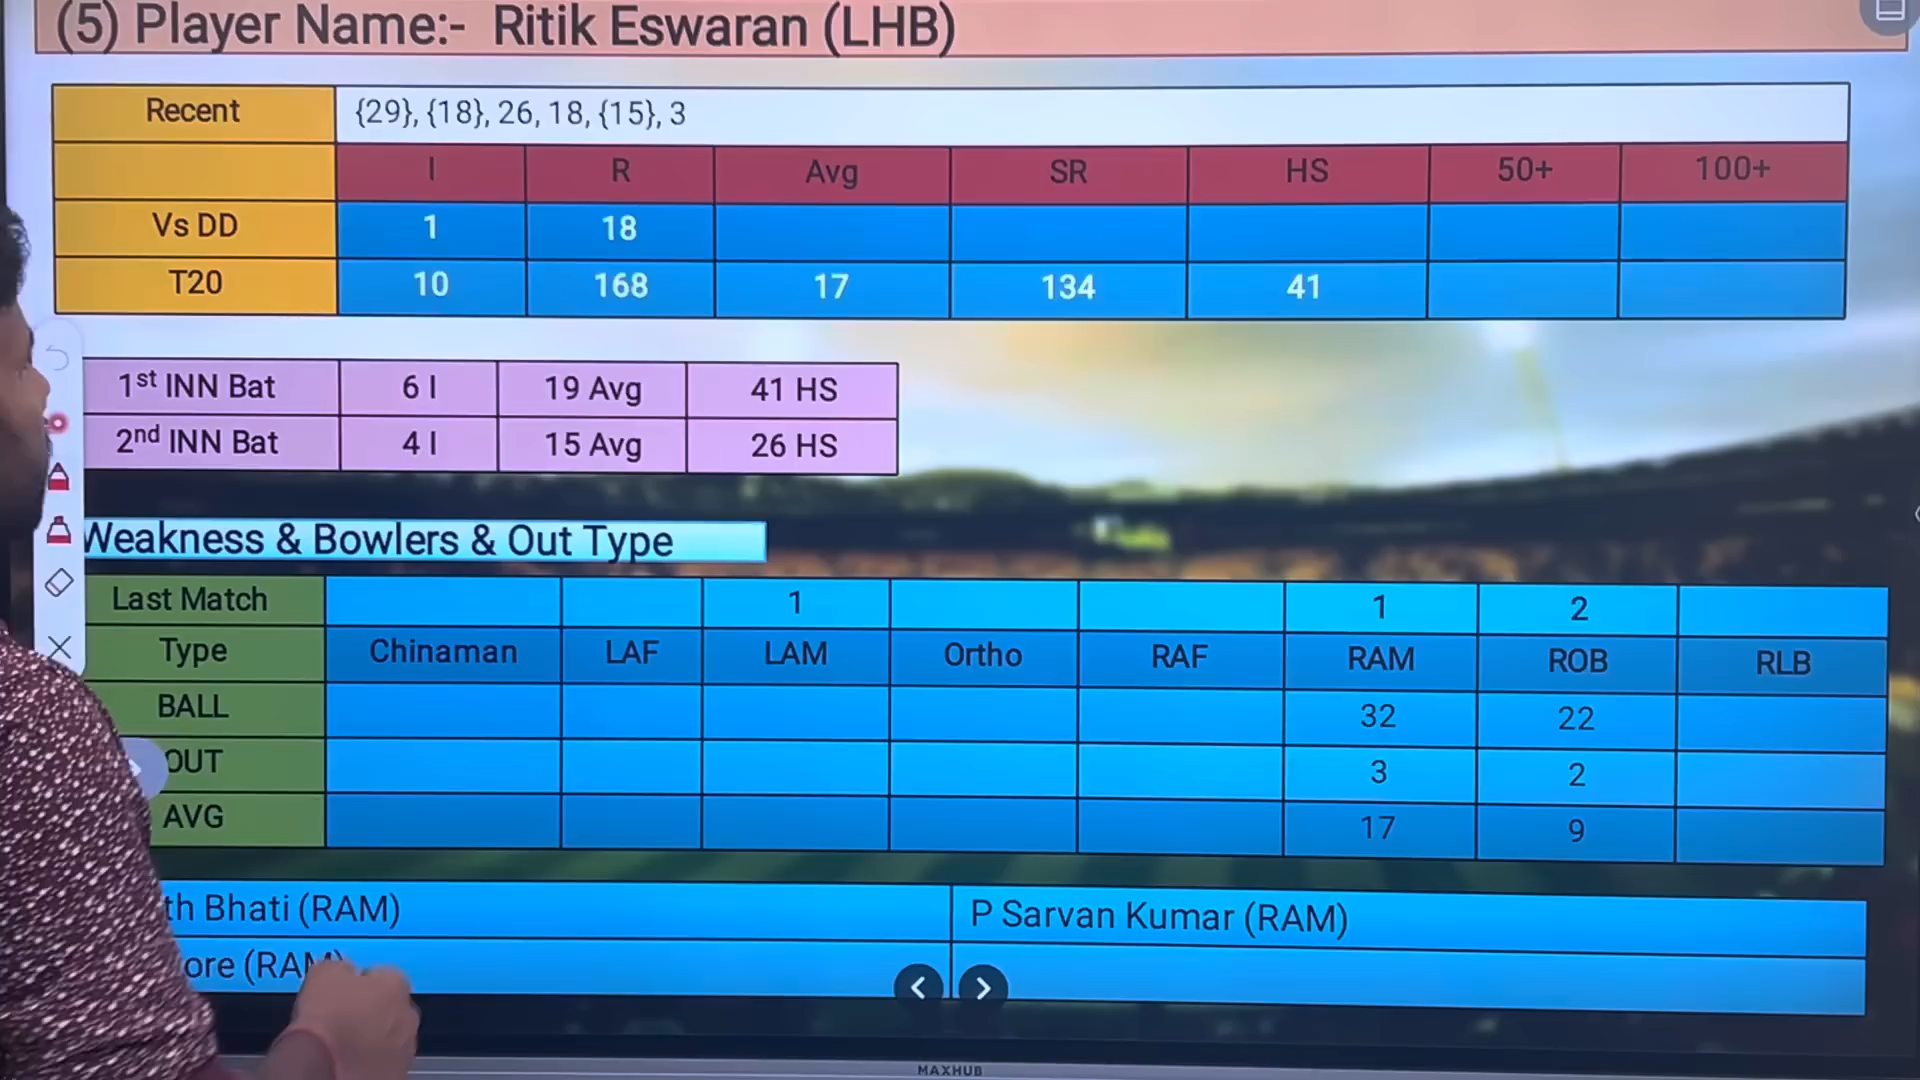 (5) Player Name:- Ritik Eswaran (LHB)
Recent {29}, {18}, 26, 18, {15}, 3
I R Avg SR HS 50+ 100+
Vs DD 1 18
T20 10 168 17 134 41
1st INN Bat 6 I 19 Avg 41 HS
2nd INN Bat 4 I 15 Avg 26 HS
Weakness & Bowlers & Out Type
Last Match 1 1 2
Type Chinaman LAF LAM Ortho RAF RAM ROB RLB
BALL 32 22
OUT 3 2
AVG 17 9
th Bhati (RAM) P Sarvan Kumar (RAM)
ore (RAM)
MAXHUB